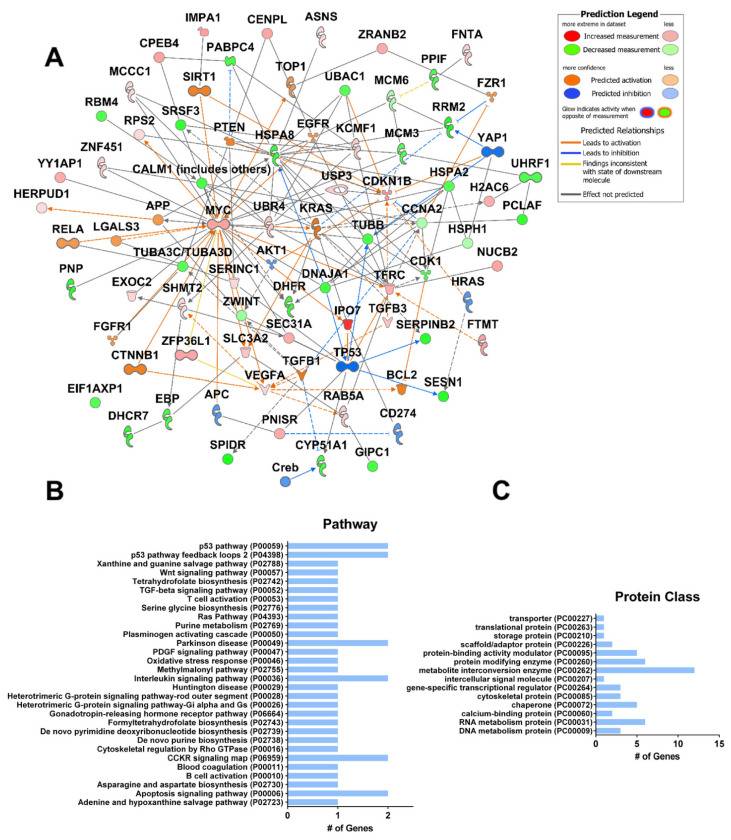 A
IMPA1
CENPL
ASNS
CPEB4
PABPC4
ZRANB2
FNTA
MCCC1
TOP1
PPIF
SIRT1
UBAC1
MCM6
FZR1
RBM4
SRSF3
RRM2
RPS2
PTEN
EGFR
KCMF1
HSPA8
MCM3
YAP1
ZNF451
YY1AP1
CALM1 (includes others)
USP3
CDKN1B
HSPA2
UHRF1
H2AC6
HERPUD1
APP
MYC
UBR4
KRAS
CCNA2
PCLAF
RELA
LGALS3
TUBB
HSPH1
TUBA3C/TUBA3D
AKT1
CDK1
NUCB2
PNP
SERINC1
DNAJA1
TFRC
EXOC2
SHMT2
DHFR
HRAS
ZWINT
IPO7
TGFB3
FGFR1
SEC31A
SERPINB2
FTMT
ZFP36L1
SLC3A2
TP53
CTNNB1
TGFB1
VEGFA
BCL2
SESN1
EIF1AXP1
EBP
APC
RAB5A
DHCR7
PNISR
CD274
SPIDR
CYP51A1
GIPC1
Creb
Prediction Legend
more extreme in dataset
less
Increased measurement
Decreased measurement
more confidence
less
Predicted activation
Predicted inhibition
Glow indicates activity when
opposite of measurement
Predicted Relationships
Leads to activation
Leads to inhibition
Findings inconsistent
with state of downstream
molecule
Effect not predicted
B
Pathway
p53 pathway (P00059)
p53 pathway feedback loops 2 (P04398)
Xanthine and guanine salvage pathway (P02788)
Wnt signaling pathway (P00057)
Tetrahydrofolate biosynthesis (P02742)
TGF-beta signaling pathway (P00052)
T cell activation (P00053)
Serine glycine biosynthesis (P02776)
Ras Pathway (P04393)
Purine metabolism (P02769)
Plasminogen activating cascade (P00050)
Parkinson disease (P00049)
PDGF signaling pathway (P00047)
Oxidative stress response (P00046)
Methylmalonyl pathway (P02755)
Interleukin signaling pathway (P00036)
Huntington disease (P00029)
Heterotrimeric G-protein signaling pathway-rod outer segment (P00028)
Heterotrimeric G-protein signaling pathway-Gi alpha and Gs (P00026)
Gonadotropin-releasing hormone receptor pathway (P06664)
Formyltetrahydrofolate biosynthesis (P02743)
De novo pyrimidine deoxyribonucleotide biosynthesis (P02739)
De novo purine biosynthesis (P02738)
Cytoskeletal regulation by Rho GTPase (P00016)
CCKR signaling map (P06959)
Blood coagulation (P00011)
B cell activation (P00010)
Asparagine and aspartate biosynthesis (P02730)
Apoptosis signaling pathway (P00006)
Adenine and hypoxanthine salvage pathway (P02723)
0 1 2
# of Genes
C
Protein Class
transporter (PC00227)
translational protein (PC00263)
storage protein (PC00210)
scaffold/adaptor protein (PC00226)
protein-binding activity modulator (PC00095)
protein modifying enzyme (PC00260)
metabolite interconversion enzyme (PC00262)
intercellular signal molecule (PC00207)
gene-specific transcriptional regulator (PC00264)
cytoskeletal protein (PC00085)
chaperone (PC00072)
calcium-binding protein (PC00060)
RNA metabolism protein (PC00031)
DNA metabolism protein (PC00009)
0 5 10 15
# of Genes